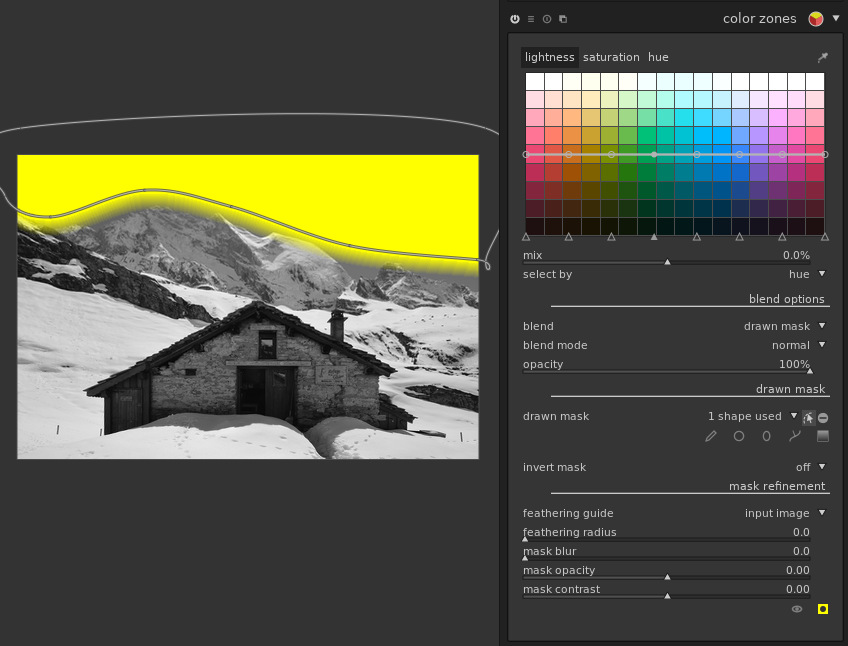 color zones
lightness saturation hue
mix 0.0%
select by hue
blend options
blend drawn mask
blend mode normal
opacity 100%
drawn mask
drawn mask 1 shape used
invert mask off
mask refinement
feathering guide input image
feathering radius 0.0
mask blur 0.0
mask opacity 0.00
mask contrast 0.00